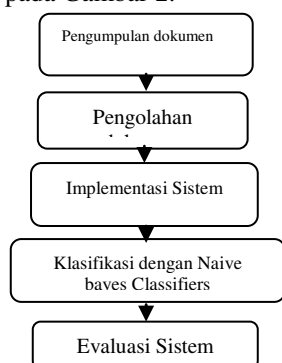 pada Gambar 2.
Pengumpulan dokumen
Pengolahan
Implementasi Sistem
Klasifikasi dengan Naive
bayes Classifiers
Evaluasi Sistem